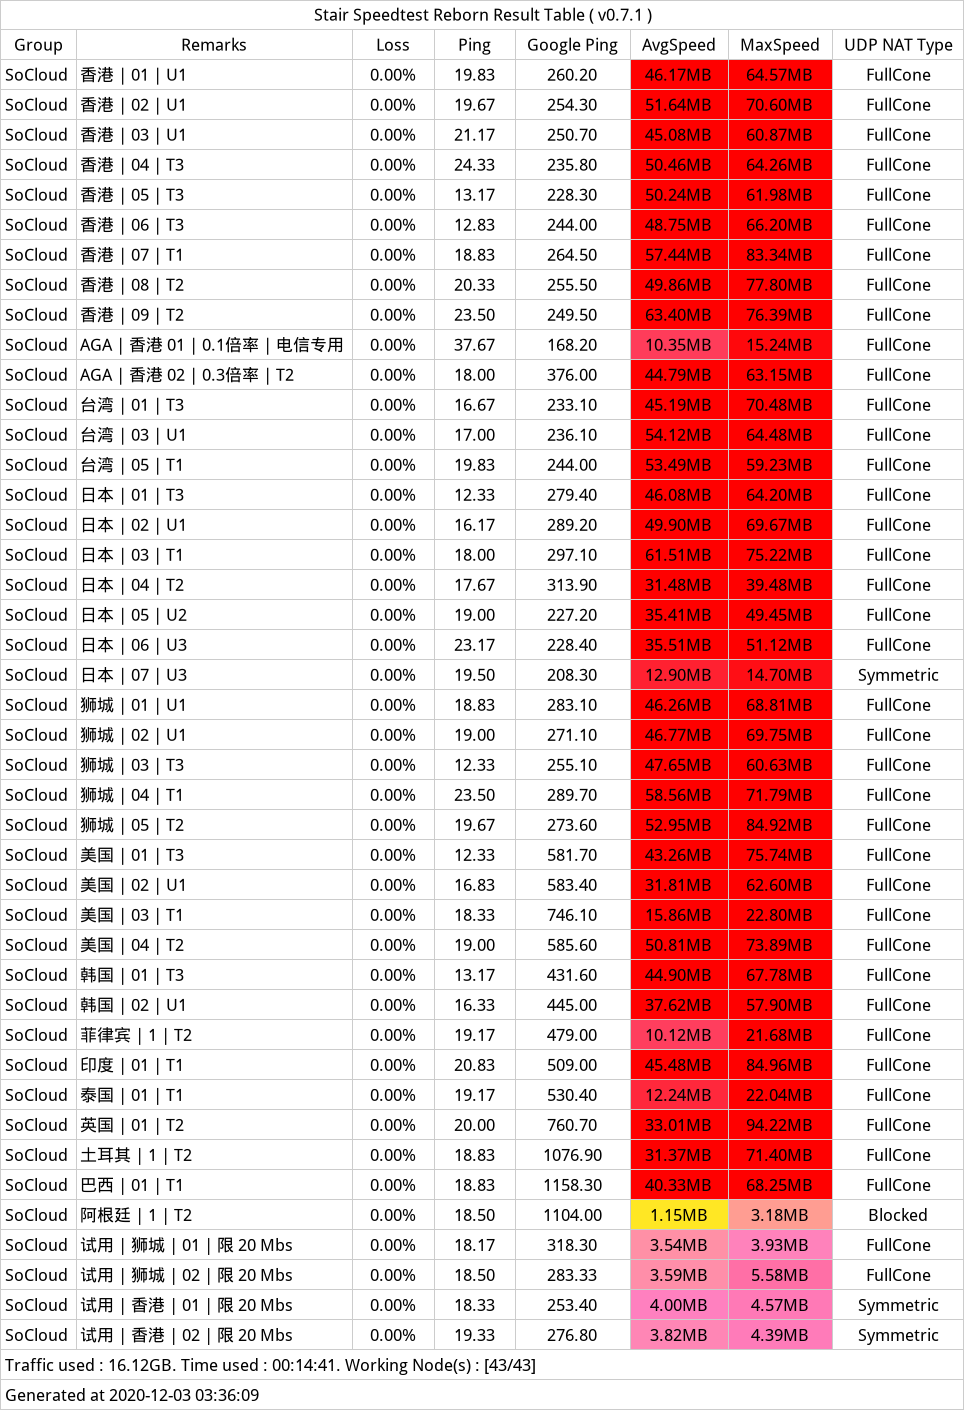 Stair Speedtest Reborn Result Table ( v0.7.1 )
Group Remarks Loss Ping Google Ping AvgSpeed MaxSpeed UDP NAT Type
SoCloud 香港 | 01 | U1 0.00% 19.83 260.20 46.17MB 64.57MB FullCone
SoCloud 香港 | 02 | U1 0.00% 19.67 254.30 51.64MB 70.60MB FullCone
SoCloud 香港 | 03 | U1 0.00% 21.17 250.70 45.08MB 60.87MB FullCone
SoCloud 香港 | 04 | T3 0.00% 24.33 235.80 50.46MB 64.26MB FullCone
SoCloud 香港 | 05 | T3 0.00% 13.17 228.30 50.24MB 61.98MB FullCone
SoCloud 香港 | 06 | T3 0.00% 12.83 244.00 48.75MB 66.20MB FullCone
SoCloud 香港 | 07 | T1 0.00% 18.83 264.50 57.44MB 83.34MB FullCone
SoCloud 香港 | 08 | T2 0.00% 20.33 255.50 49.86MB 77.80MB FullCone
SoCloud 香港 | 09 | T2 0.00% 23.50 249.50 63.40MB 76.39MB FullCone
SoCloud AGA | 香港 01 | 0.1倍率 | 电信专用 0.00% 37.67 168.20 10.35MB 15.24MB FullCone
SoCloud AGA | 香港 02 | 0.3倍率 | T2 0.00% 18.00 376.00 44.79MB 63.15MB FullCone
SoCloud 台湾 | 01 | T3 0.00% 16.67 233.10 45.19MB 70.48MB FullCone
SoCloud 台湾 | 03 | U1 0.00% 17.00 236.10 54.12MB 64.48MB FullCone
SoCloud 台湾 | 05 | T1 0.00% 19.83 244.00 53.49MB 59.23MB FullCone
SoCloud 日本 | 01 | T3 0.00% 12.33 279.40 46.08MB 64.20MB FullCone
SoCloud 日本 | 02 | U1 0.00% 16.17 289.20 49.90MB 69.67MB FullCone
SoCloud 日本 | 03 | T1 0.00% 18.00 297.10 61.51MB 75.22MB FullCone
SoCloud 日本 | 04 | T2 0.00% 17.67 313.90 31.48MB 39.48MB FullCone
SoCloud 日本 | 05 | U2 0.00% 19.00 227.20 35.41MB 49.45MB FullCone
SoCloud 日本 | 06 | U3 0.00% 23.17 228.40 35.51MB 51.12MB FullCone
SoCloud 日本 | 07 | U3 0.00% 19.50 208.30 12.90MB 14.70MB Symmetric
SoCloud 狮城 | 01 | U1 0.00% 18.83 283.10 46.26MB 68.81MB FullCone
SoCloud 狮城 | 02 | U1 0.00% 19.00 271.10 46.77MB 69.75MB FullCone
SoCloud 狮城 | 03 | T3 0.00% 12.33 255.10 47.65MB 60.63MB FullCone
SoCloud 狮城 | 04 | T1 0.00% 23.50 289.70 58.56MB 71.79MB FullCone
SoCloud 狮城 | 05 | T2 0.00% 19.67 273.60 52.95MB 84.92MB FullCone
SoCloud 美国 | 01 | T3 0.00% 12.33 581.70 43.26MB 75.74MB FullCone
SoCloud 美国 | 02 | U1 0.00% 16.83 583.40 31.81MB 62.60MB FullCone
SoCloud 美国 | 03 | T1 0.00% 18.33 746.10 15.86MB 22.80MB FullCone
SoCloud 美国 | 04 | T2 0.00% 19.00 585.60 50.81MB 73.89MB FullCone
SoCloud 韩国 | 01 | T3 0.00% 13.17 431.60 44.90MB 67.78MB FullCone
SoCloud 韩国 | 02 | U1 0.00% 16.33 445.00 37.62MB 57.90MB FullCone
SoCloud 菲律宾 | 1 | T2 0.00% 19.17 479.00 10.12MB 21.68MB FullCone
SoCloud 印度 | 01 | T1 0.00% 20.83 509.00 45.48MB 84.96MB FullCone
SoCloud 泰国 | 01 | T1 0.00% 19.17 530.40 12.24MB 22.04MB FullCone
SoCloud 英国 | 01 | T2 0.00% 20.00 760.70 33.01MB 94.22MB FullCone
SoCloud 土耳其 | 1 | T2 0.00% 18.83 1076.90 31.37MB 71.40MB FullCone
SoCloud 巴西 | 01 | T1 0.00% 18.83 1158.30 40.33MB 68.25MB FullCone
SoCloud 阿根廷 | 1 | T2 0.00% 18.50 1104.00 1.15MB 3.18MB Blocked
SoCloud 试用 | 狮城 | 01 | 限 20 Mbs 0.00% 18.17 318.30 3.54MB 3.93MB FullCone
SoCloud 试用 | 狮城 | 02 | 限 20 Mbs 0.00% 18.50 283.33 3.59MB 5.58MB FullCone
SoCloud 试用 | 香港 | 01 | 限 20 Mbs 0.00% 18.33 253.40 4.00MB 4.57MB Symmetric
SoCloud 试用 | 香港 | 02 | 限 20 Mbs 0.00% 19.33 276.80 3.82MB 4.39MB Symmetric
Traffic used : 16.12GB. Time used : 00:14:41. Working Node(s) : [43/43]
Generated at 2020-12-03 03:36:09